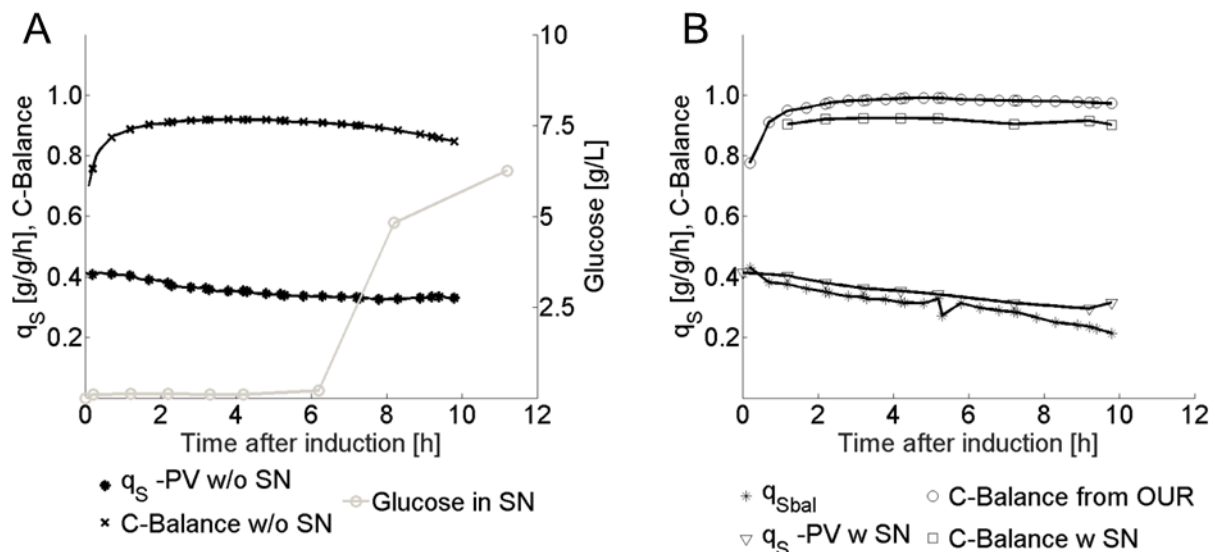 A
10
7.5
5
2.5
Glucose [g/L]
1.0
0.8
0.6
0.4
0.2
qS [g/g/h], C-Balance
0 2 4 6 8 10 12
Time after induction [h]
qS -PV w/o SN
C-Balance w/o SN
Glucose in SN
B
1.0
0.8
0.6
0.4
0.2
qS [g/g/h], C-Balance
0 2 4 6 8 10 12
Time after induction [h]
qSbal
qS -PV w SN
C-Balance from OUR
C-Balance w SN